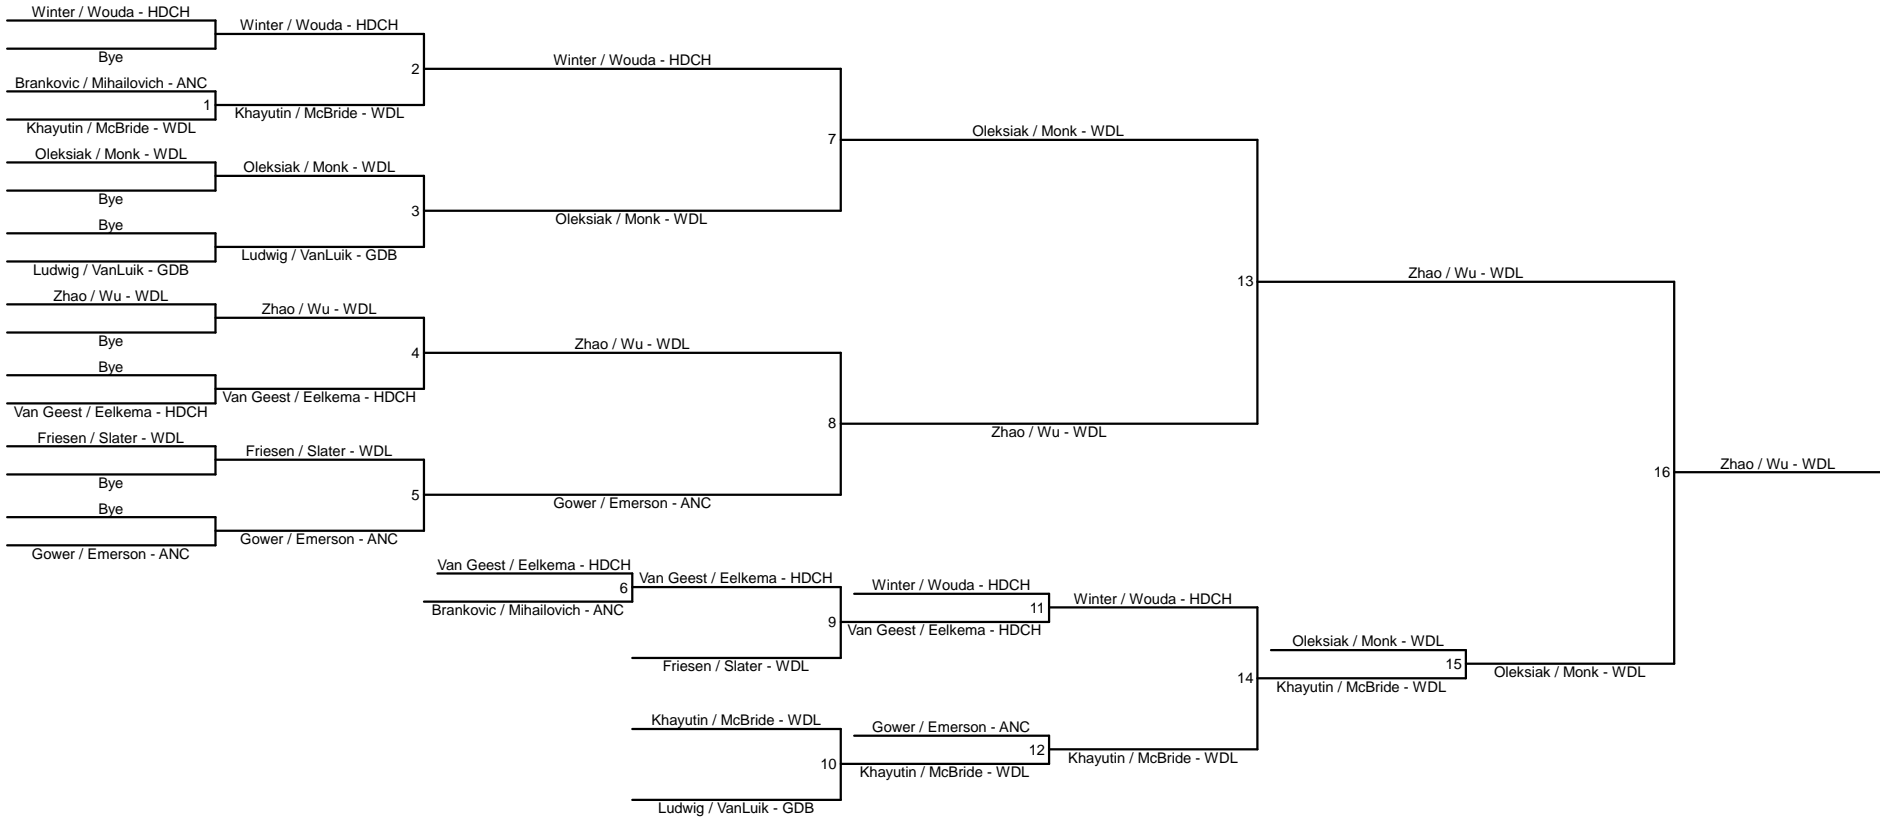 Winter / Wouda - HDCH
Bye
Brankovic / Mihailovich - ANC
1
Khayutin / McBride - WDL
Oleksiak / Monk - WDL
Bye
Bye
Ludwig / VanLuik - GDB
Zhao / Wu - WDL
Bye
Bye
Van Geest / Eelkema - HDCH
Friesen / Slater - WDL
Bye
Bye
Gower / Emerson - ANC
Winter / Wouda - HDCH
2
Khayutin / McBride - WDL
Oleksiak / Monk - WDL
3
Ludwig / VanLuik - GDB
Zhao / Wu - WDL
4
Van Geest / Eelkema - HDCH
Friesen / Slater - WDL
5
Gower / Emerson - ANC
Winter / Wouda - HDCH
7
Oleksiak / Monk - WDL
Zhao / Wu - WDL
8
Gower / Emerson - ANC
Oleksiak / Monk - WDL
13
Zhao / Wu - WDL
Zhao / Wu - WDL
16
Zhao / Wu - WDL
Van Geest / Eelkema - HDCH
6
Brankovic / Mihailovich - ANC
Van Geest / Eelkema - HDCH
9
Friesen / Slater - WDL
Khayutin / McBride - WDL
10
Ludwig / VanLuik - GDB
Winter / Wouda - HDCH
11
Van Geest / Eelkema - HDCH
Gower / Emerson - ANC
12
Khayutin / McBride - WDL
Winter / Wouda - HDCH
14
Khayutin / McBride - WDL
Oleksiak / Monk - WDL
15
Khayutin / McBride - WDL
Oleksiak / Monk - WDL